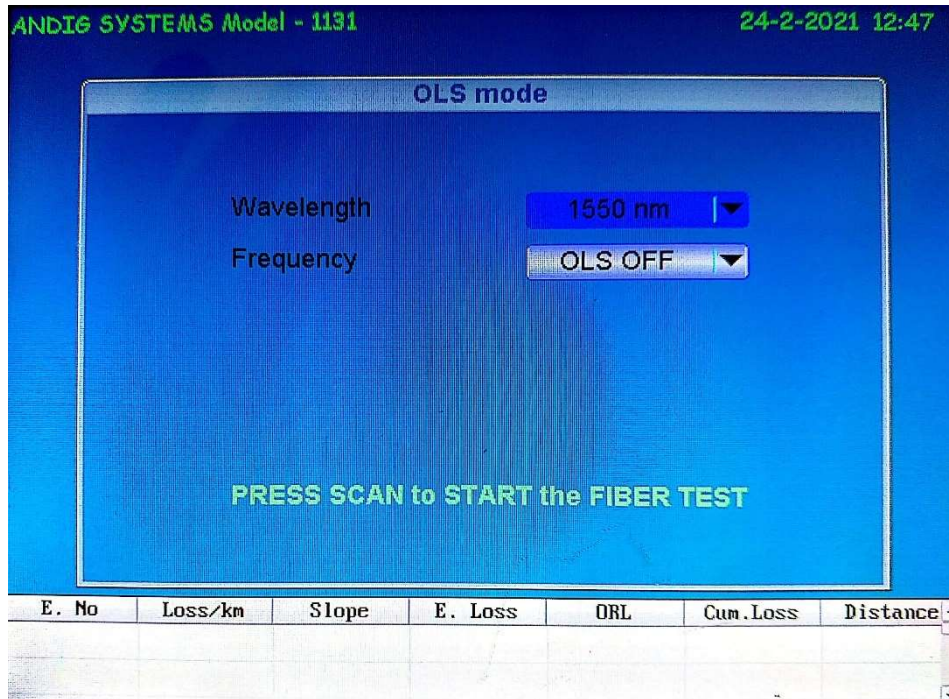 ANDIG SYSTEMS Model - 1131 24-2-2021 12:47
OLS mode
Wavelength 1550 nm
Frequency OLS OFF
PRESS SCAN to START the FIBER TEST
E. No Loss/km Slope E. Loss ORL Cum.Loss Distance